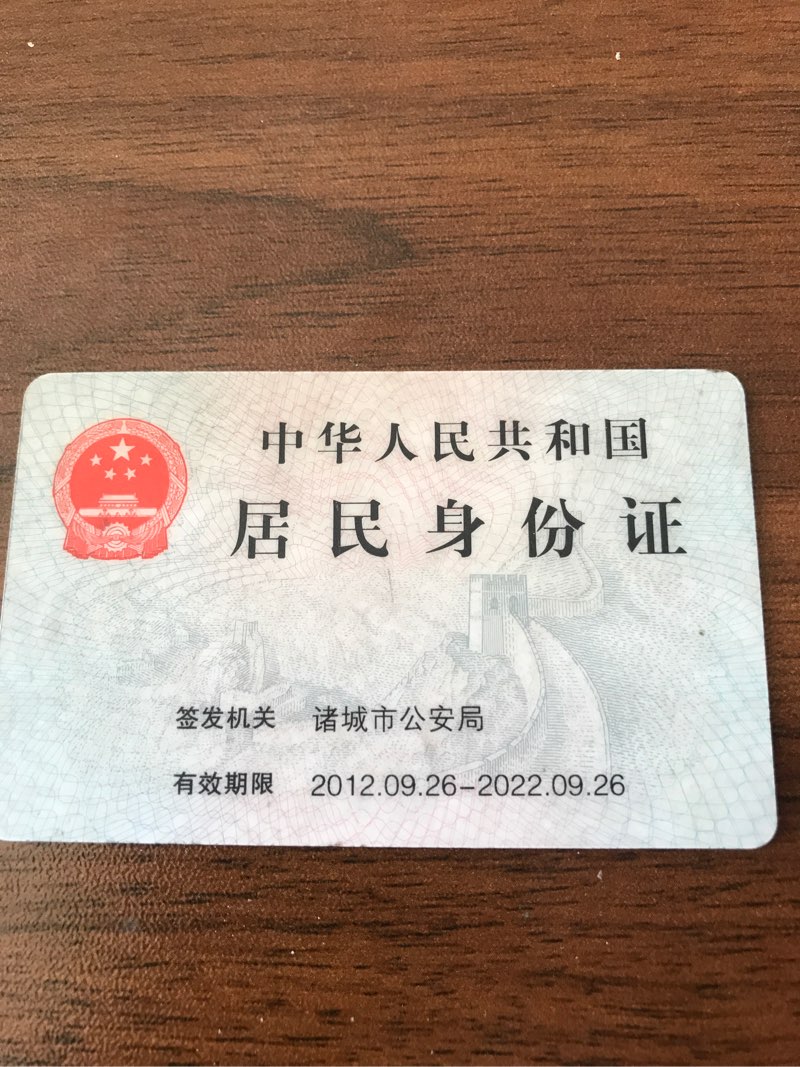 中华人民共和国
居民身份证
签发机关 诸城市公安局
有效期限 2012.09.26-2022.09.26